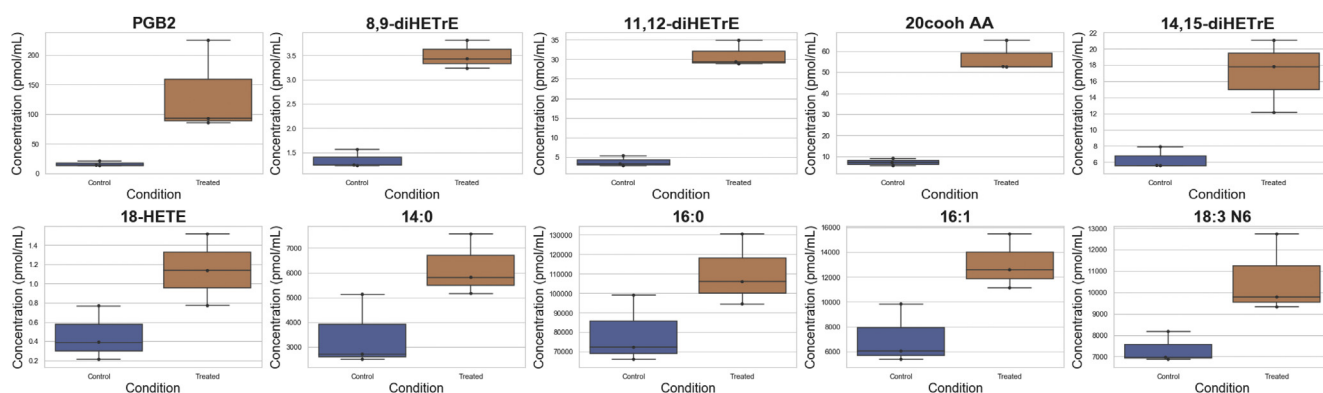 PGB2
Concentration (pmol/mL)
200
150
100
50
0
Control Treated
Condition
8,9-diHETrE
Concentration (pmol/mL)
3.5
3.0
2.5
2.0
1.5
Control Treated
Condition
11,12-diHETrE
Concentration (pmol/mL)
35
30
25
20
15
10
5
Control Treated
Condition
20cooh AA
Concentration (pmol/mL)
60
50
40
30
20
10
Control Treated
Condition
14,15-diHETrE
Concentration (pmol/mL)
22
20
18
16
14
12
10
8
6
Control Treated
Condition
18-HETE
Concentration (pmol/mL)
1.4
1.2
1.0
0.8
0.6
0.4
0.2
Control Treated
Condition
14:0
Concentration (pmol/mL)
7000
6000
5000
4000
3000
Control Treated
Condition
16:0
Concentration (pmol/mL)
130000
120000
110000
100000
90000
80000
70000
Control Treated
Condition
16:1
Concentration (pmol/mL)
16000
14000
12000
10000
8000
6000
Control Treated
Condition
18:3 N6
Concentration (pmol/mL)
13000
12000
11000
10000
9000
8000
7000
Control Treated
Condition